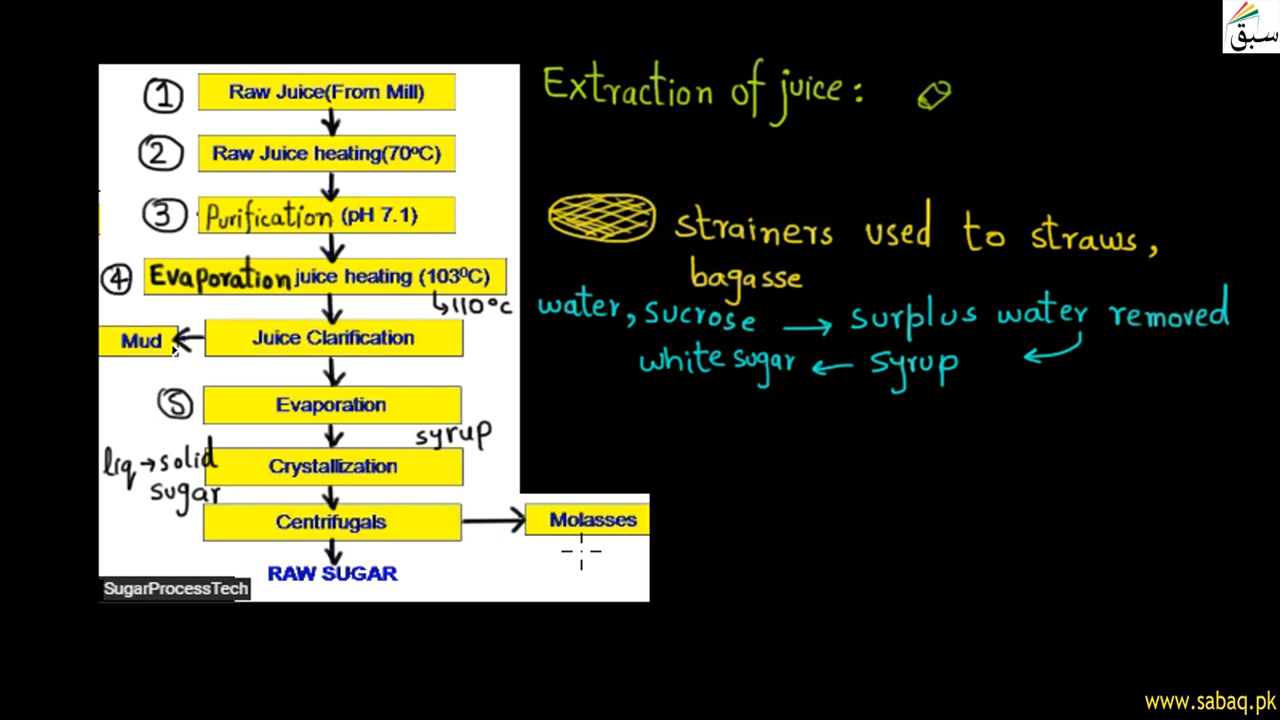 سبق
Extraction of juice:
1 Raw Juice(From Mill)
2 Raw Juice heating(70⁰C)
3 Purification (pH 7.1)
4 Evaporation juice heating (103⁰C)
↳110°c
Mud ← Juice Clarification
5 Evaporation
syrup
liq → solid
sugar
Crystallization
Centrifugals → Molasses
RAW SUGAR
SugarProcessTech
strainers used to straws,
bagasse
water, sucrose → surplus water removed
white sugar ← syrup
www.sabaq.pk